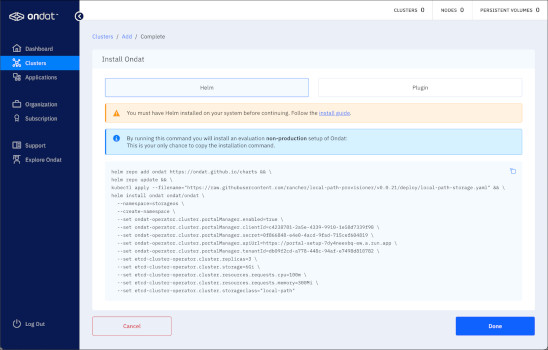 ondat
CLUSTERS 0
NODES 0
PERSISTENT VOLUMES 0
Clusters / Add / Complete
Dashboard
Clusters
Applications
Organization
Subscription
Support
Explore Ondat
Log Out
Install Ondat
Helm
Plugin
You must have Helm installed on your system before continuing. Follow the install guide.
By running this command you will install an evaluation non-production setup of Ondat.
This is your only chance to copy the installation command.
helm repo add ondat https://ondat.github.io/charts && \
helm repo update && \
kubectl apply --filename="https://raw.githubusercontent.com/rancher/local-path-provisioner/v0.0.21/deploy/local-path-storage.yaml" && \
helm install ondat ondat/ondat \
--namespace=storageos \
--create-namespace \
--set ondat-operator.cluster.portalManager.enabled=true \
--set ondat-operator.cluster.portalManager.clientId=
--set ondat-operator.cluster.portalManager.secret=
--set ondat-operator.cluster.portalManager.apiUrl=
--set ondat-operator.cluster.portalManager.tenantId=
--set etcd-cluster-operator.cluster.replicas=3 \
--set etcd-cluster-operator.cluster.storage=6Gi \
--set etcd-cluster-operator.cluster.resources.requests.cpu=100m \
--set etcd-cluster-operator.cluster.resources.requests.memory=300Mi \
--set etcd-cluster-operator.cluster.storageclass="local-path"
Cancel
Done